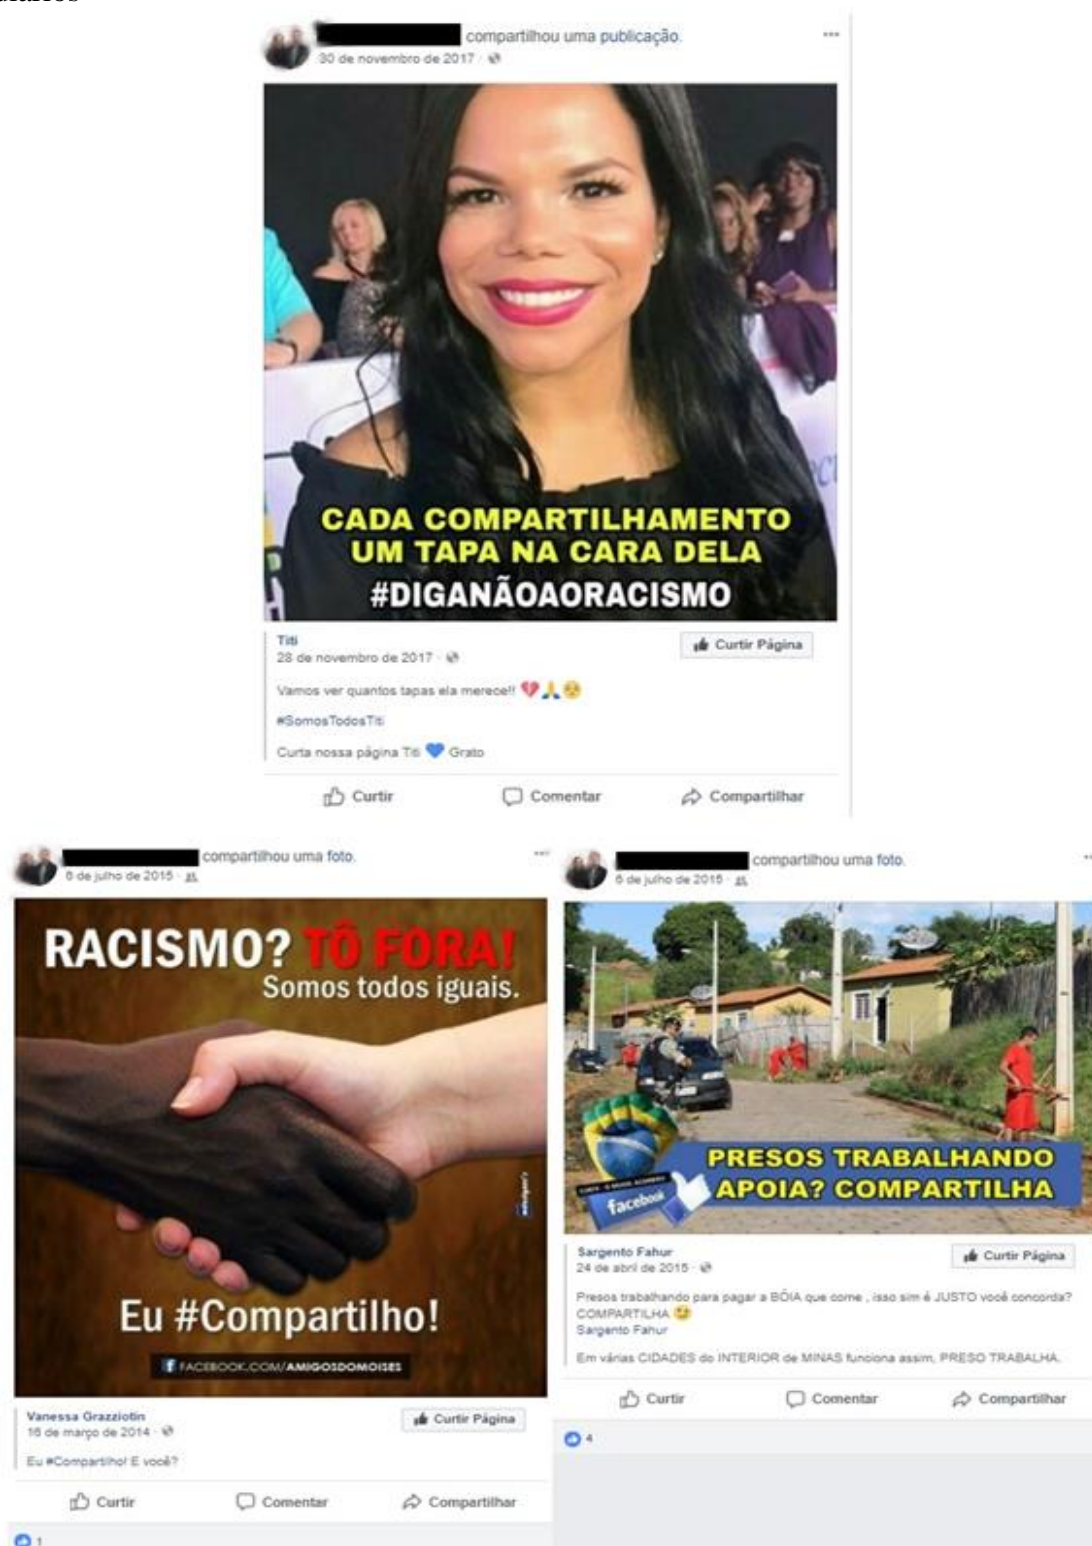 diários
compartilhou uma publicação.
30 de novembro de 2017
CADA COMPARTILHAMENTO
UM TAPA NA CARA DELA
#DIGANÃOAORACISMO
Titi
28 de novembro de 2017
Curtir Página
Vamos ver quantos tapas ela merece!! 💔🙏😢
#SomosTodosTiti
Curta nossa página Titi 💙 Grato
Curtir Comentar Compartilhar
compartilhou uma foto.
6 de julho de 2015
RACISMO? TÔ FORA!
Somos todos iguais.
Eu #Compartilho!
FACEBOOK.COM/AMIGOSDOMOISES
Vanessa Grazziotin
16 de março de 2014
Curtir Página
Eu #Compartilho! E você?
Curtir Comentar Compartilhar
1
compartilhou uma foto.
6 de julho de 2015
PRESOS TRABALHANDO
APOIA? COMPARTILHA
facebook
Sargento Fahur
24 de abril de 2015
Curtir Página
Presos trabalhando para pagar a BÓIA que come , isso sim é JUSTO você concorda?
COMPARTILHA 😉
Sargento Fahur
Em várias CIDADES do INTERIOR de MINAS funciona assim, PRESO TRABALHA.
Curtir Comentar Compartilhar
4